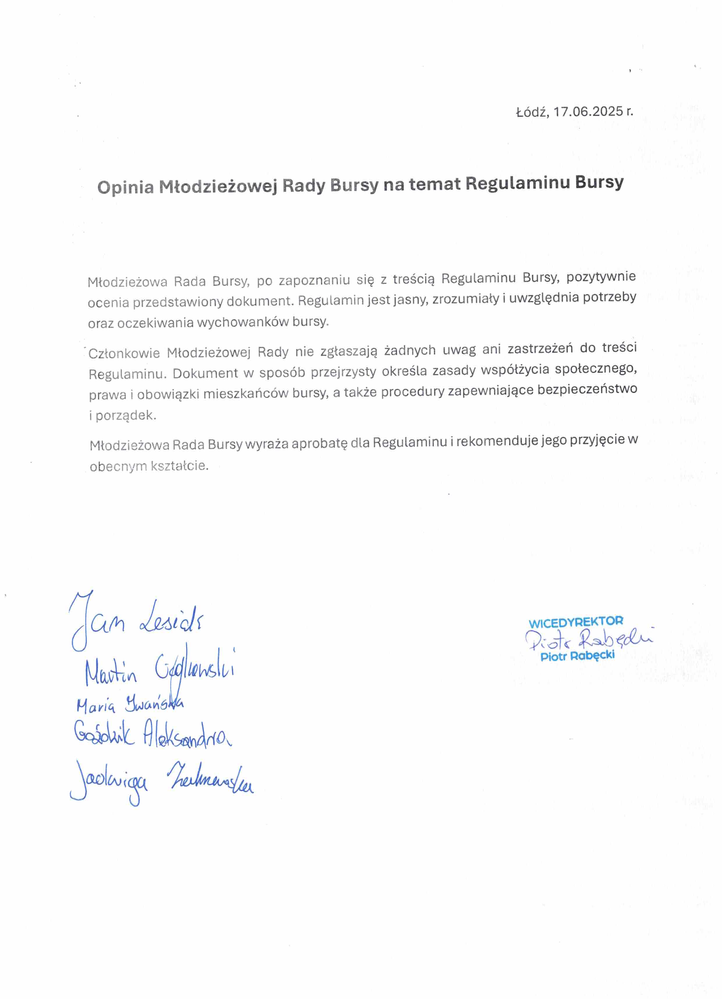 Łódź, 17.06.2025 r.
Opinia Młodzieżowej Rady Bursy na temat Regulaminu Bursy
Młodzieżowa Rada Bursy, po zapoznaniu się z treścią Regulaminu Bursy, pozytywnie
ocenia przedstawiony dokument. Regulamin jest jasny, zrozumiały i uwzględnia potrzeby
oraz oczekiwania wychowanków bursy.
Członkowie Młodzieżowej Rady nie zgłaszają żadnych uwag ani zastrzeżeń do treści
Regulaminu. Dokument w sposób przejrzysty określa zasady współżycia społecznego,
prawa i obowiązki mieszkańców bursy, a także procedury zapewniające bezpieczeństwo
i porządek.
Młodzieżowa Rada Bursy wyraża aprobatę dla Regulaminu i rekomenduje jego przyjęcie w
obecnym kształcie.
Jan Lesiak
Martin
Maria Iwańska
Goździk Aleksandra
Jadwiga
WICEDYREKTOR
Piotr Rabęcki
Piotr Rabęcki